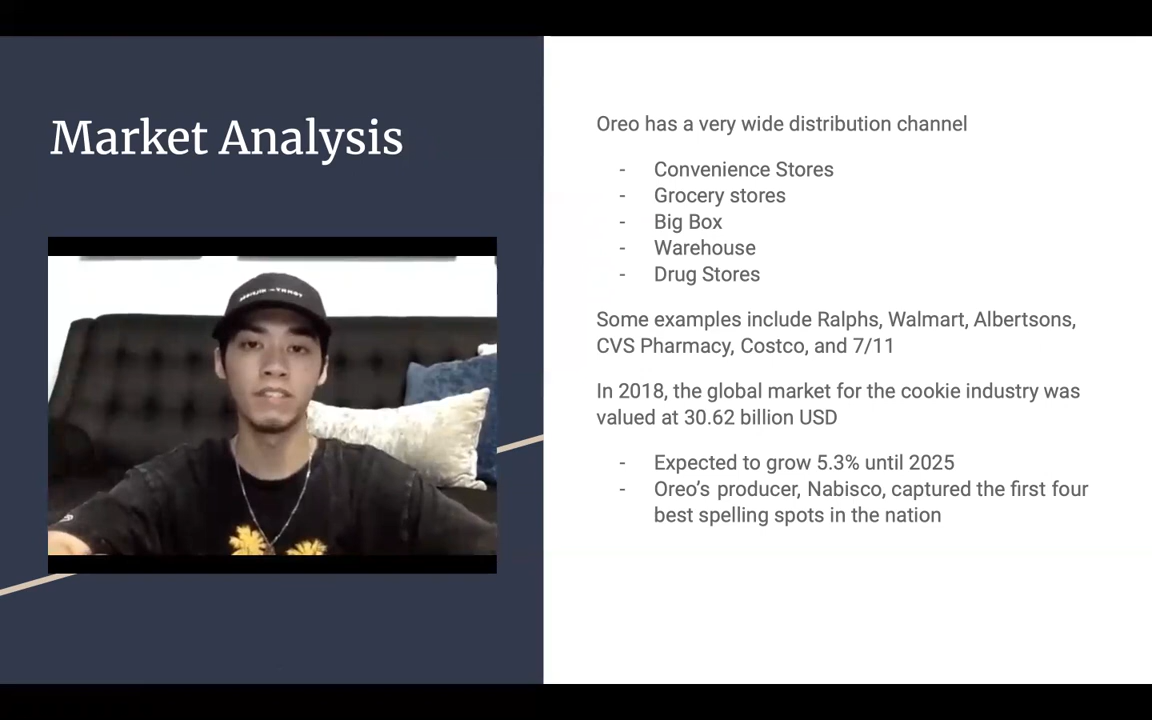 Market Analysis
Oreo has a very wide distribution channel
- Convenience Stores
- Grocery stores
- Big Box
- Warehouse
- Drug Stores
Some examples include Ralphs, Walmart, Albertsons,
CVS Pharmacy, Costco, and 7/11
In 2018, the global market for the cookie industry was
valued at 30.62 billion USD
- Expected to grow 5.3% until 2025
- Oreo's producer, Nabisco, captured the first four
best spelling spots in the nation